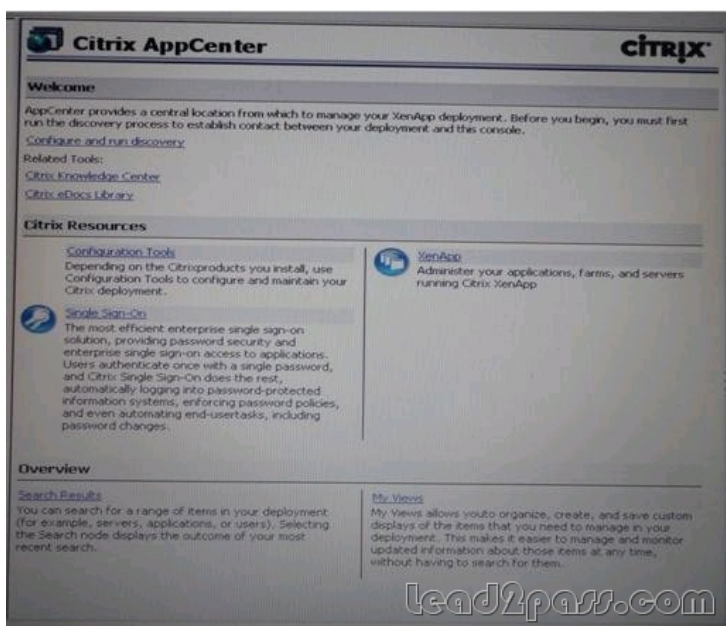 Citrix AppCenter
CİTRIX
Welcome
AppCenter provides a central location from which to manage your XenApp deployment. Before you begin, you must first
run the discovery process to establish contact between your deployment and this console.
Configure and run discovery
Related Tools:
Citrix Knowledge Center
Citrix eDocs Library
Citrix Resources
Configuration Tools
Depending on the Citrixproducts you install, use
Configuration Tools to configure and maintain your
Citrix deployment.
Single Sign-On
The most efficient enterprise single sign-on
solution, providing password security and
enterprise single sign-on access to applications.
Users authenticate once with a single password,
and Citrix Single Sign-On does the rest,
automatically logging into password-protected
information systems, enforcing password policies,
and even automating end-usertasks, including
password changes.
XenApp
Administer your applications, farms, and servers
running Citrix XenApp
Overview
Search Results
You can search for a range of items in your deployment
(for example, servers, applications, or users). Selecting
the Search node displays the outcome of your most
recent search.
My Views
My Views allows youto organize, create, and save custom
displays of the items that you need to manage in your
deployment. This makes it easier to manage and monitor
updated information about those items at any time,
without having to search for them.
Lead2pass.com